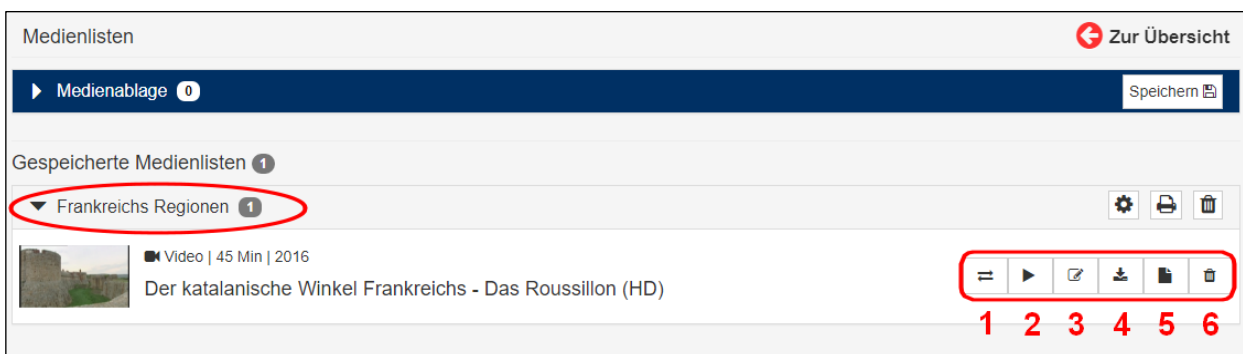 Medienlisten
Zur Übersicht
Medienablage 0
Speichern
Gespeicherte Medienlisten 1
Frankreichs Regionen 1
Video | 45 Min | 2016
Der katalanische Winkel Frankreichs - Das Roussillon (HD)
1 2 3 4 5 6